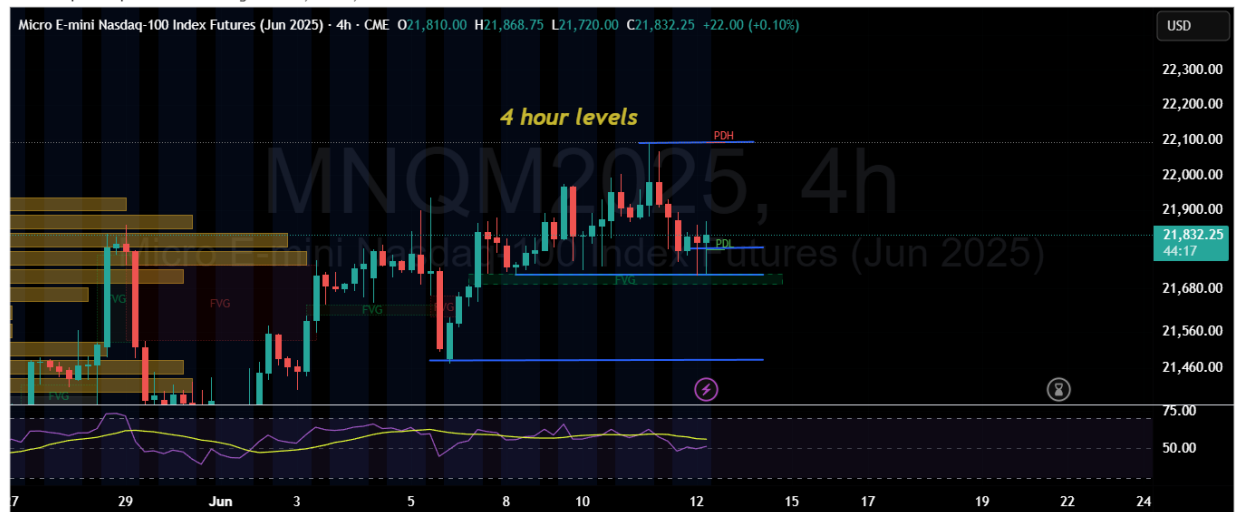 Micro E-mini Nasdaq-100 Index Futures (Jun 2025) · 4h · CME O21,810.00 H21,868.75 L21,720.00 C21,832.25 +22.00 (+0.10%)
USD
22,300.00
22,200.00
4 hour levels
PDH
22,100.00
MNQM2025, 4h
22,000.00
21,900.00
PDL
21,832.25
44:17
Micro E-mini Nasdaq-100 Index Futures (Jun 2025)
FVG
21,680.00
VG
FVG
FVG
FVG
21,560.00
21,460.00
FVG
75.00
50.00
27
29
Jun
3
5
8
10
12
15
17
19
22
24